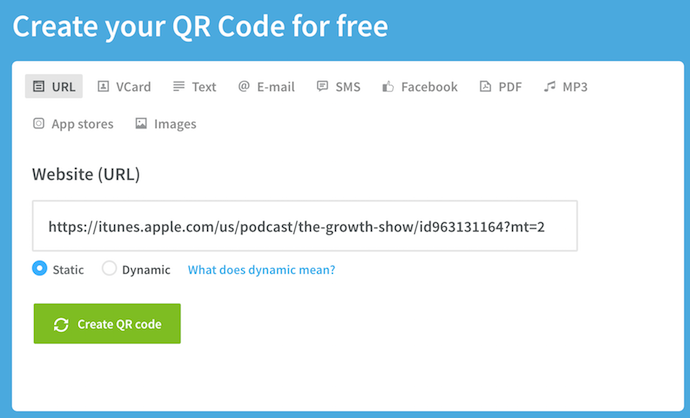 Create your QR Code for free
URL VCard Text E-mail SMS Facebook PDF MP3
App stores Images
Website (URL)
https://itunes.apple.com/us/podcast/the-growth-show/id963131164?mt=2
Static Dynamic What does dynamic mean?
Create QR code